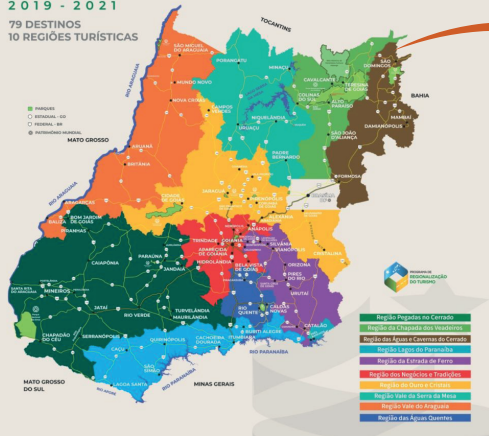 2019 - 2021
79 DESTINOS
10 REGIÕES TURÍSTICAS
TOCANTINS
SÃO MIGUEL
DO ARAGUAIA
PORANGATU
MINAÇU
CAVALCANTE
TERESINA
DE GOIÁS
SÃO
DOMINGOS
RIO ARAGUAIA
MUNDO NOVO
COLINAS
DO SUL
ALTO
PARAÍSO
BAHIA
NOVA CRIXÁS
CAMPOS
VERDES
NIQUELÂNDIA
MAMBAÍ
DAMIANÓPOLIS
PARQUES
ESTADUAL - GO
FEDERAL - BR
PATRIMÔNIO MUNDIAL
URUAÇU
SÃO JOÃO
D'ALIANÇA
MATO GROSSO
ARUANÃ
BRITÂNIA
PADRE
BERNARDO
FORMOSA
RIO ARAGUAIA
CIDADE
DE GOIÁS
JARAGUÁ
PIRENÓPOLIS
ARAGARÇAS
BOM JARDIM
DE GOIÁS
BALIZA
PIRANHAS
ANÁPOLIS
TRINDADE
GOIÂNIA
APARECIDA
DE GOIÂNIA
HIDROLÂNDIA
SILVÂNIA
VIANÓPOLIS
CRISTALINA
BELA VISTA
DE GOIÁS
ORIZONA
CAIAPÔNIA
PARAÚNA
JANDAIA
PIRES
DO RIO
URUTAÍ
PROGRAMA DE
REGIONALIZAÇÃO
DO TURISMO
SANTA RITA
DO ARAGUAIA
MINEIROS
JATAÍ
RIO VERDE
TURVELÂNDIA
MAURILÂNDIA
RIO
QUENTE
CALDAS
NOVAS
CATALÃO
CHAPADÃO
DO CÉU
SERRANÓPOLIS
QUIRINÓPOLIS
CACHOEIRA
DOURADA
BURITI ALEGRE
ITUMBIARA
CAÇU
SÃO
SIMÃO
RIO PARANAÍBA
MATO GROSSO
DO SUL
LAGOA SANTA
RIO APORÉ
RIO PARANAÍBA
MINAS GERAIS
Região Pegadas no Cerrado
Região da Chapada dos Veadeiros
Região das Águas e Cavernas do Cerrado
Região Lagos do Paranaíba
Região da Estrada de Ferro
Região dos Negócios e Tradições
Região do Ouro e Cristais
Região Vale da Serra da Mesa
Região Vale do Araguaia
Região das Águas Quentes